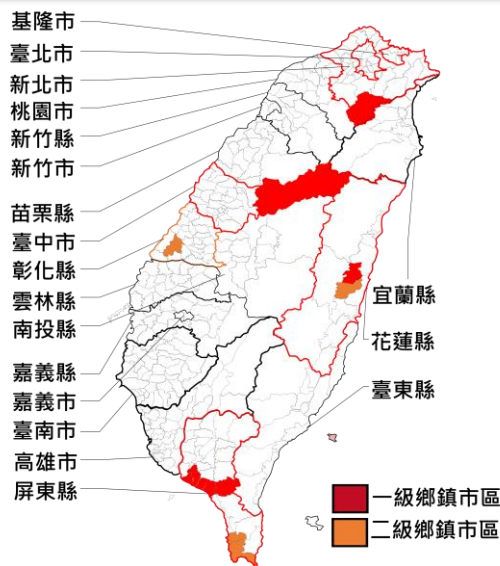 基隆市
臺北市
新北市
桃園市
新竹縣
新竹市
苗栗縣
臺中市
彰化縣
雲林縣
南投縣
嘉義縣
嘉義市
臺南市
高雄市
屏東縣
宜蘭縣
花蓮縣
臺東縣
一級鄉鎮市區
二級鄉鎮市區